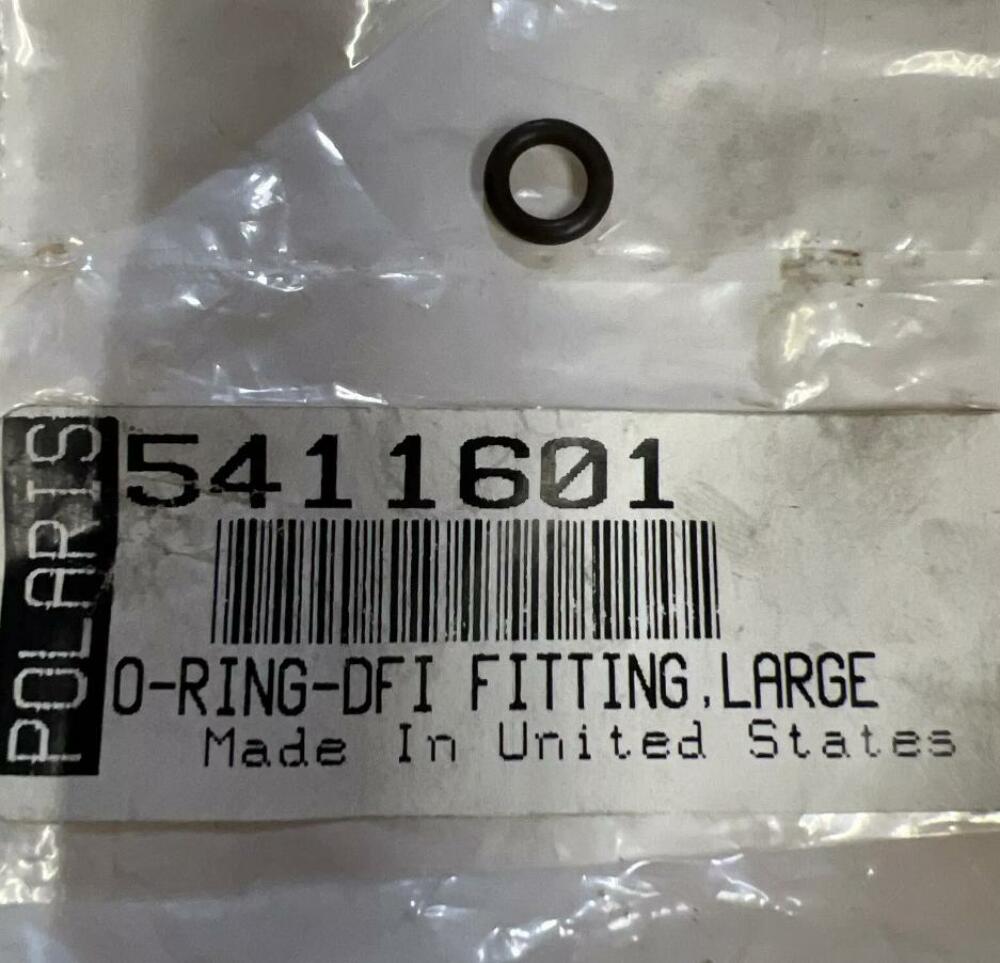 POLARIS
5411601
O-RING-DFI FITTING,LARGE
Made In United States